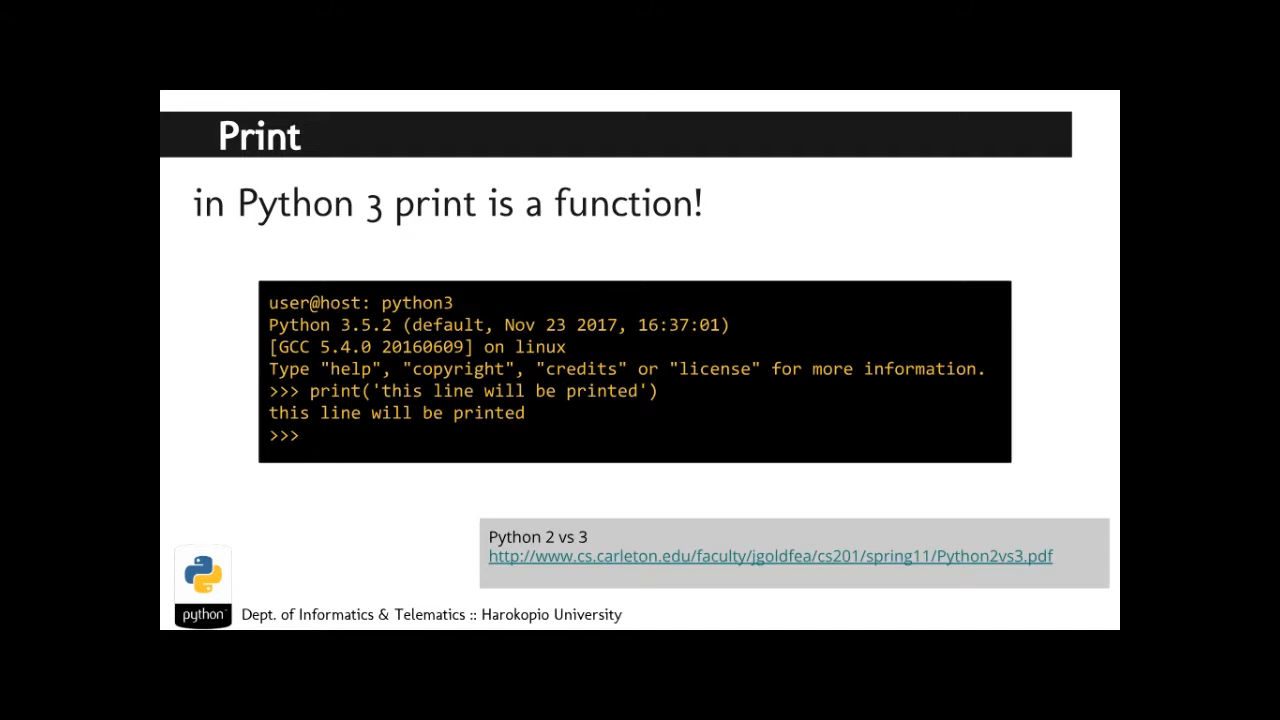 Print
in Python 3 print is a function!
user@host: python3
Python 3.5.2 (default, Nov 23 2017, 16:37:01)
[GCC 5.4.0 20160609] on linux
Type "help", "copyright", "credits" or "license" for more information.
>>> print('this line will be printed')
this line will be printed
>>>
Python 2 vs 3
http://www.cs.carleton.edu/faculty/jgoldfea/cs201/spring11/Python2vs3.pdf
python
Dept. of Informatics & Telematics :: Harokopio University